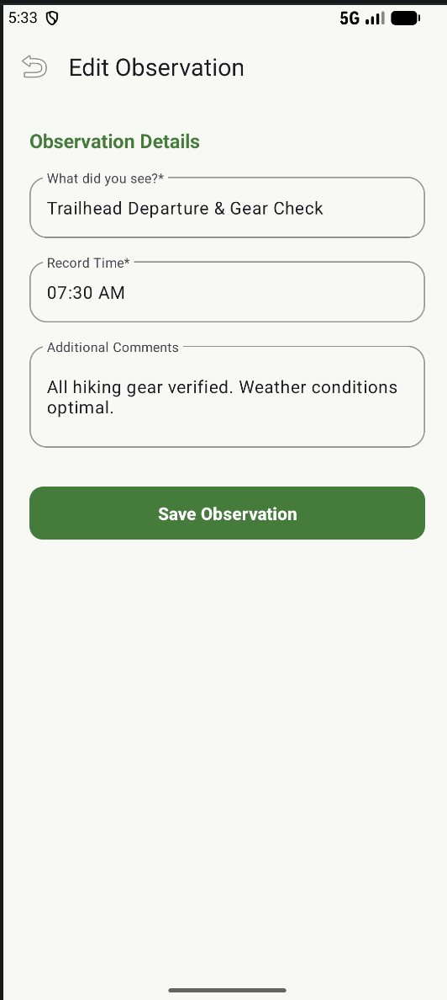 5:33 5G
Edit Observation
Observation Details
What did you see?*
Trailhead Departure & Gear Check
Record Time*
07:30 AM
Additional Comments
All hiking gear verified. Weather conditions
optimal.
Save Observation